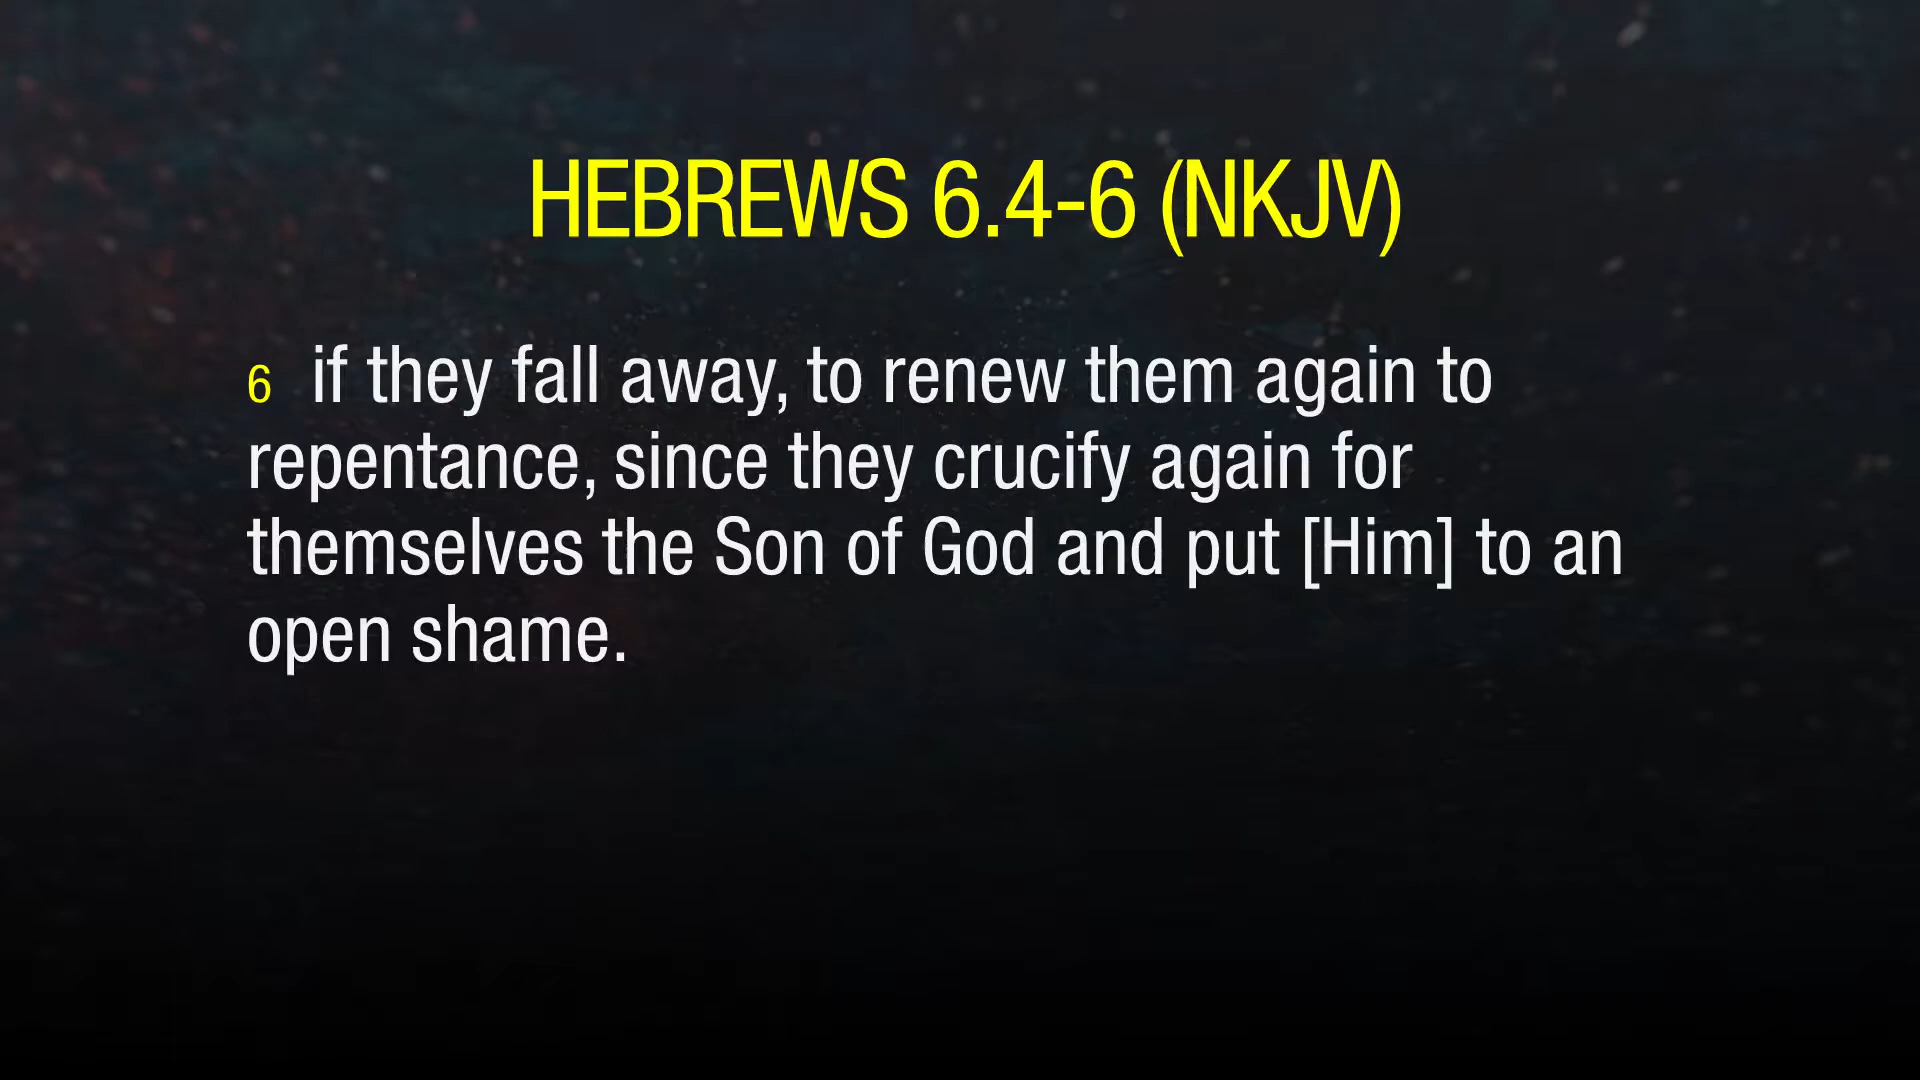 HEBREWS 6.4-6 (NKJV)
6 if they fall away, to renew them again to
repentance, since they crucify again for
themselves the Son of God and put [Him] to an
open shame.